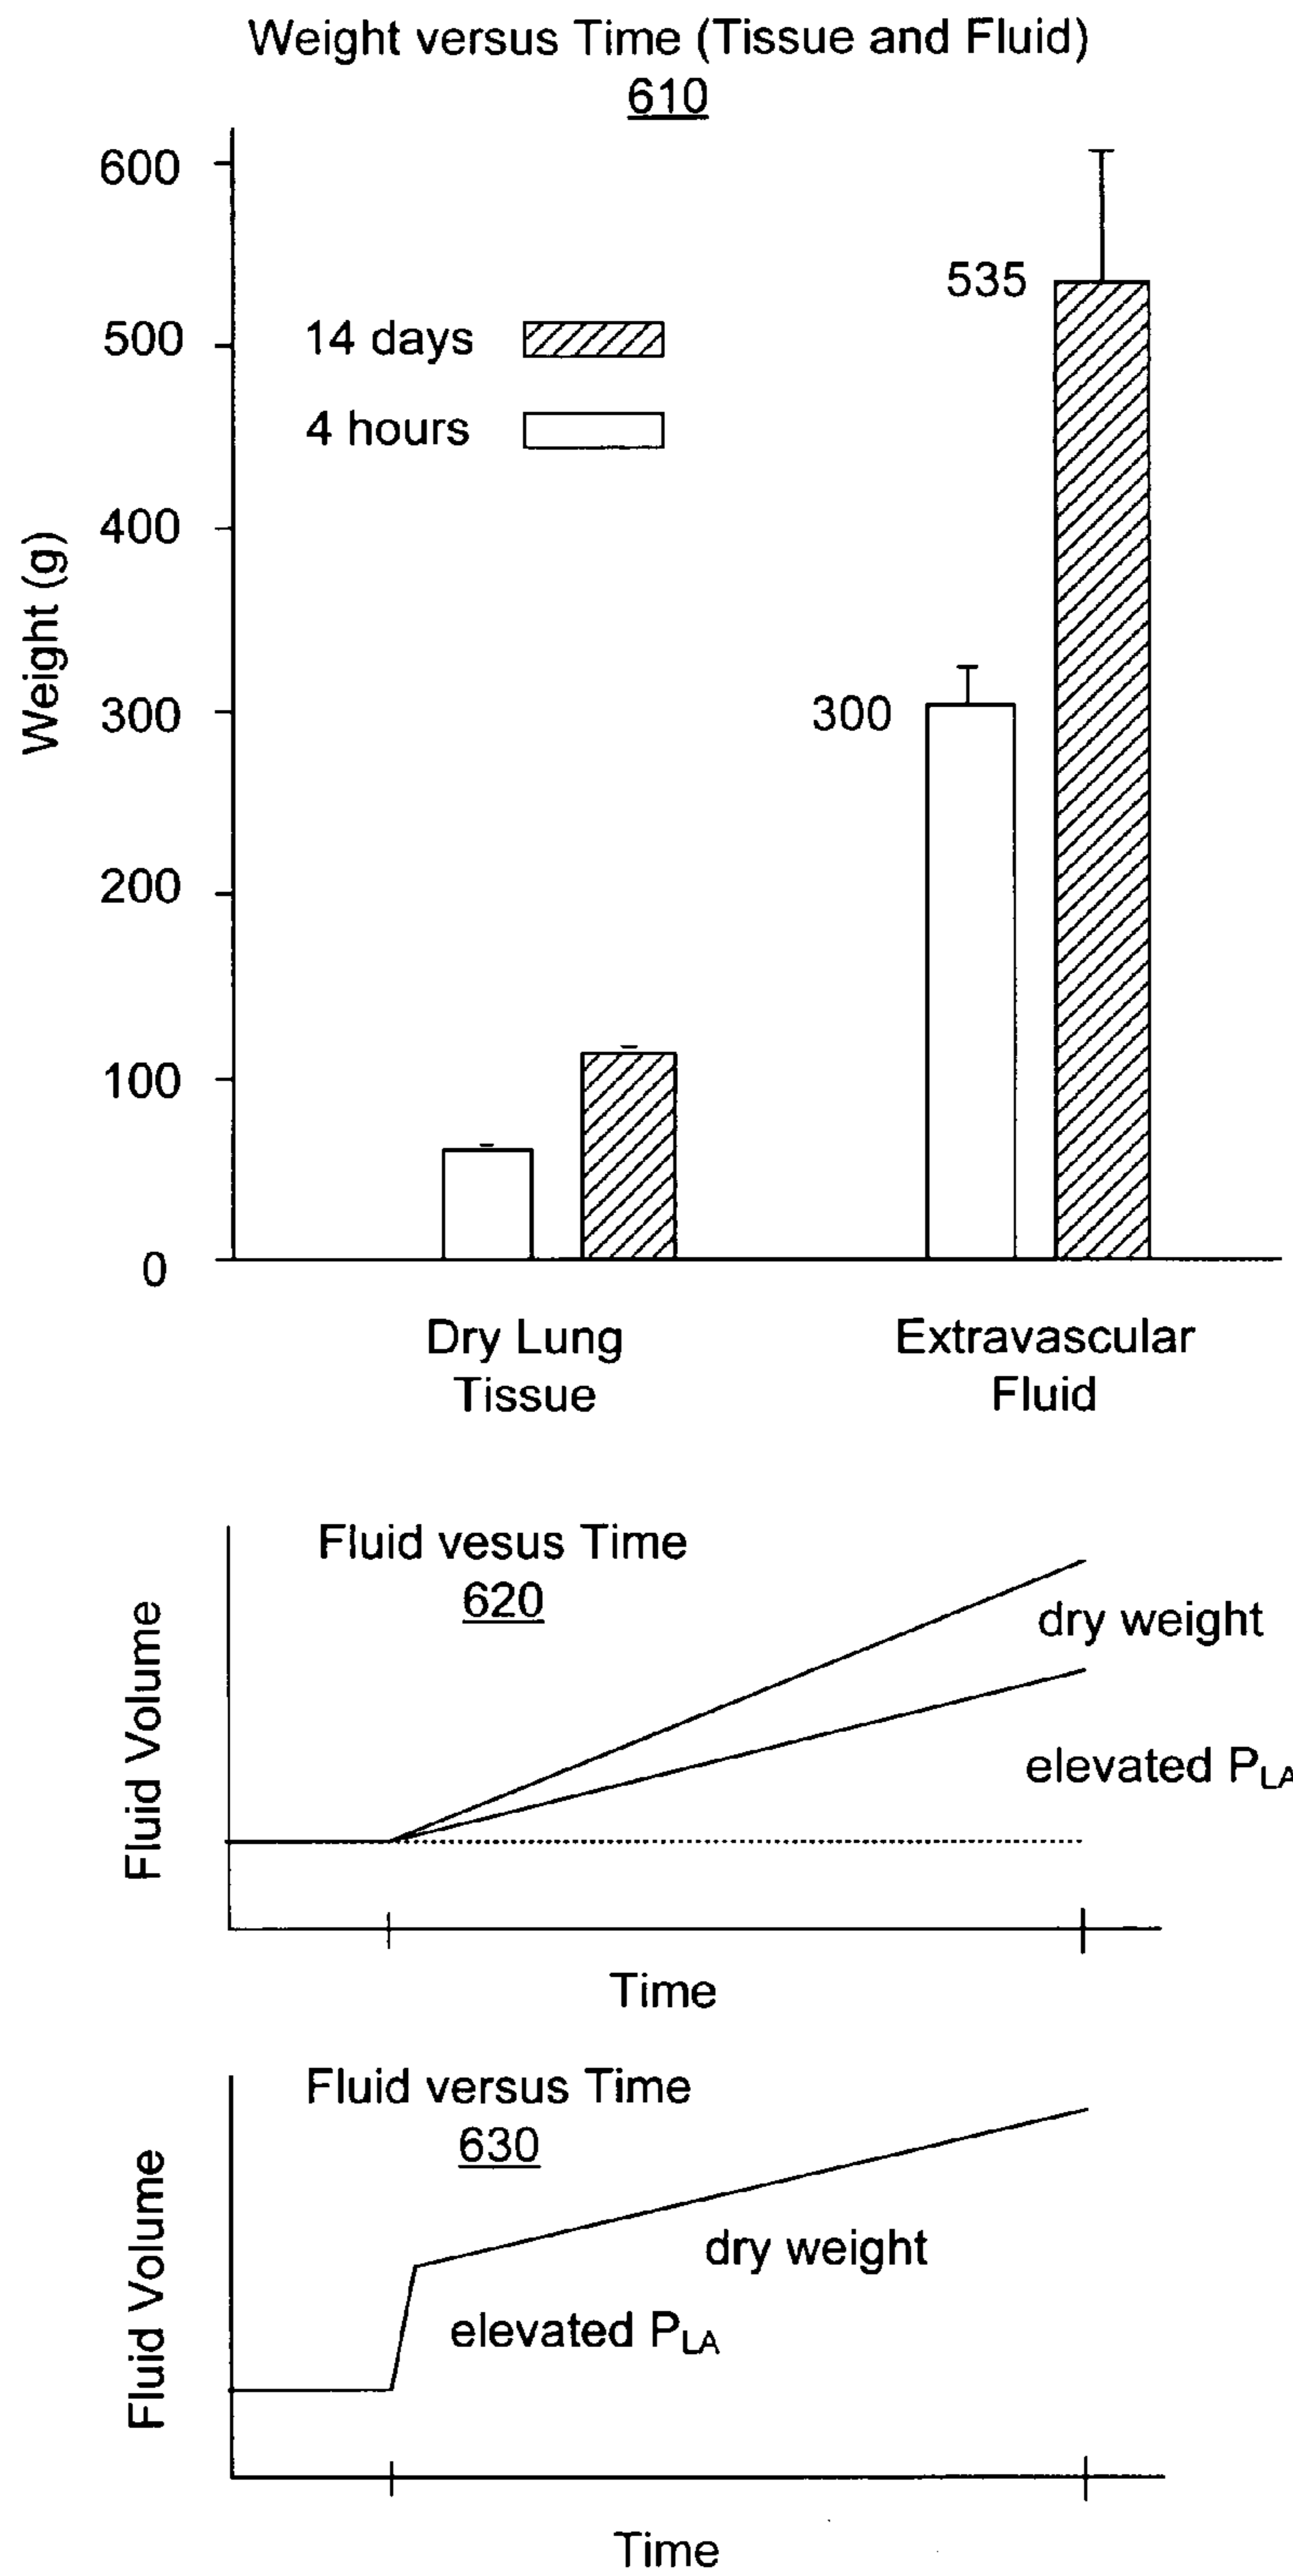 Weight versus Time (Tissue and Fluid)
610
600
535
500
14 days
4 hours
400
Weight (g)
300
300
200
100
0
Dry Lung
Tissue
Extravascular
Fluid
Fluid vesus Time
620
dry weight
elevated PLA
Fluid Volume
Time
Fluid versus Time
630
dry weight
elevated PLA
Fluid Volume
Time